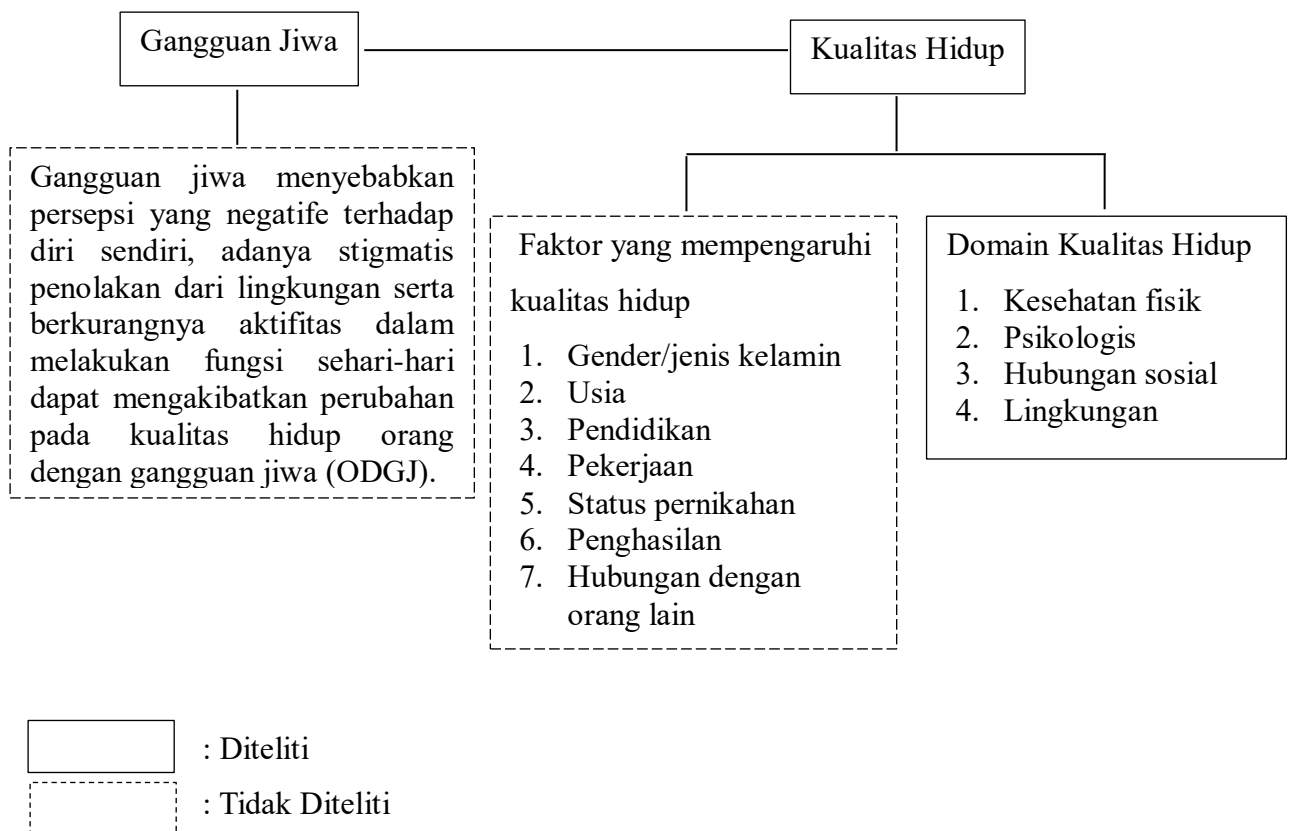 Gangguan Jiwa
Kualitas Hidup
Gangguan jiwa menyebabkan
persepsi yang negatife terhadap
diri sendiri, adanya stigmatis
penolakan dari lingkungan serta
berkurangnya aktifitas dalam
melakukan fungsi sehari-hari
dapat mengakibatkan perubahan
pada kualitas hidup orang
dengan gangguan jiwa (ODGJ).
Faktor yang mempengaruhi
kualitas hidup
1. Gender/jenis kelamin
2. Usia
3. Pendidikan
4. Pekerjaan
5. Status pernikahan
6. Penghasilan
7. Hubungan dengan
orang lain
Domain Kualitas Hidup
1. Kesehatan fisik
2. Psikologis
3. Hubungan sosial
4. Lingkungan
: Diteliti
: Tidak Diteliti